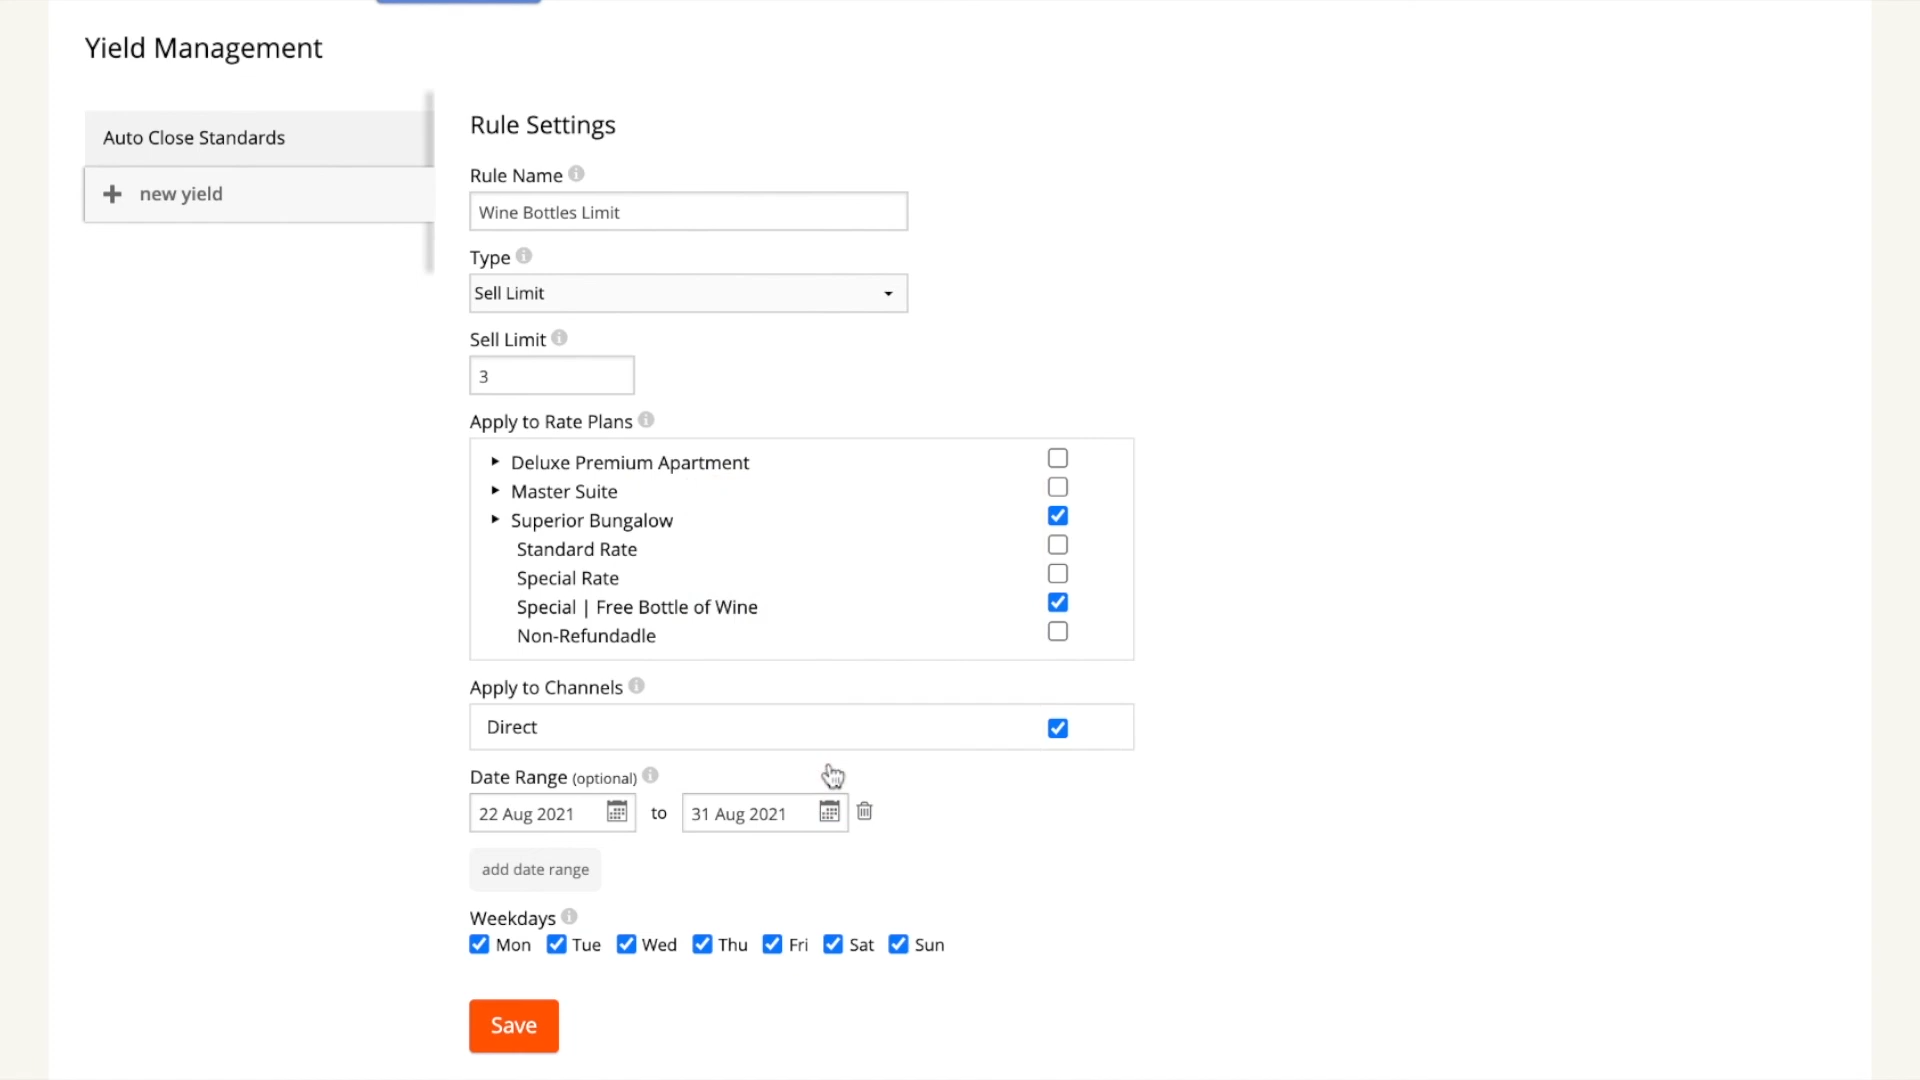 Yield Management
Auto Close Standards
new yield
Rule Settings
Rule Name
Wine Bottles Limit
Type
Sell Limit
Sell Limit
3
Apply to Rate Plans
Deluxe Premium Apartment
Master Suite
Superior Bungalow
Standard Rate
Special Rate
Special | Free Bottle of Wine
Non-Refundadle
Apply to Channels
Direct
Date Range (optional)
22 Aug 2021 to 31 Aug 2021
add date range
Weekdays
Mon Tue Wed Thu Fri Sat Sun
Save